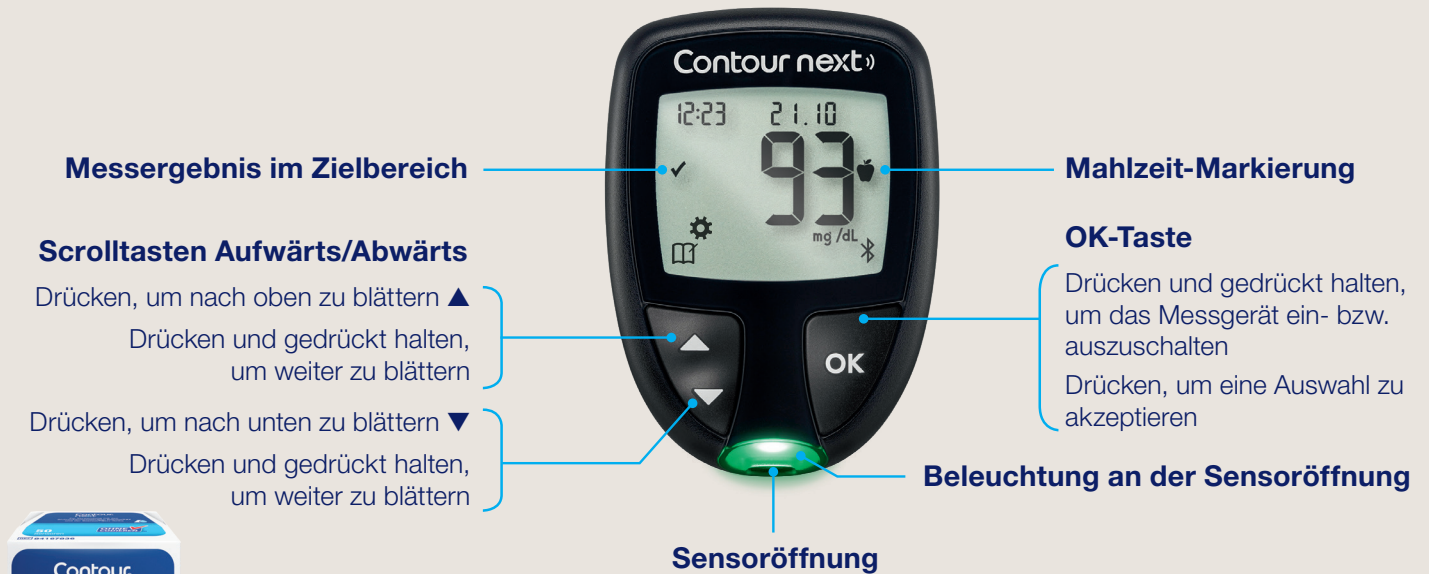 Contour next
12:23 21.10
93
mg/dL
Messergebnis im Zielbereich
Mahlzeit-Markierung
Scrolltasten Aufwärts/Abwärts
Drücken, um nach oben zu blättern ▲
Drücken und gedrückt halten,
um weiter zu blättern
Drücken, um nach unten zu blättern ▼
Drücken und gedrückt halten,
um weiter zu blättern
OK-Taste
Drücken und gedrückt halten,
um das Messgerät ein- bzw.
auszuschalten
Drücken, um eine Auswahl zu
akzeptieren
OK
Beleuchtung an der Sensoröffnung
Sensoröffnung
50
Contour